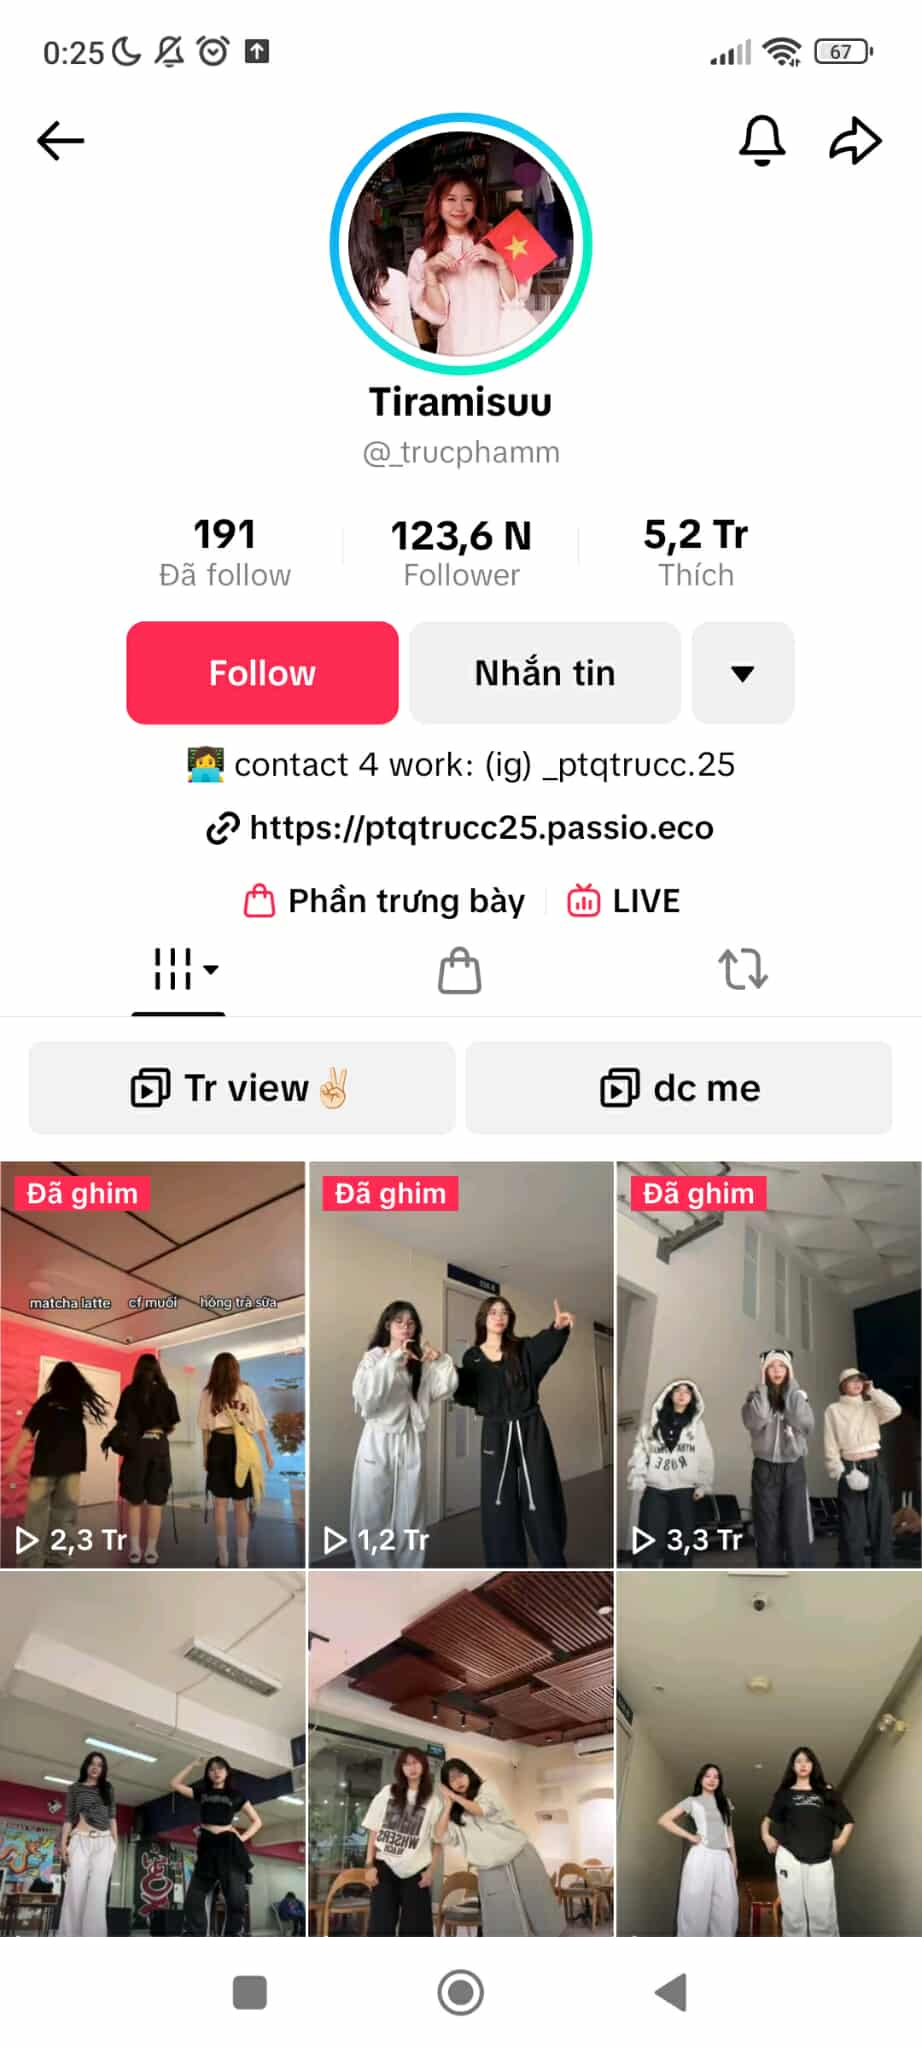 0:25
67
Tiramisuu
@_trucphamm
191
123,6 N
5,2 Tr
Đã follow
Follower
Thích
Follow
Nhắn tin
contact 4 work: (ig) _ptqtrucc.25
https://ptqtrucc25.passio.eco
Phần trưng bày
LIVE
Tr view✌🏻
dc me
Đã ghim
Đã ghim
Đã ghim
matcha latte
cf muối
hồng trà sữa
2,3 Tr
1,2 Tr
3,3 Tr